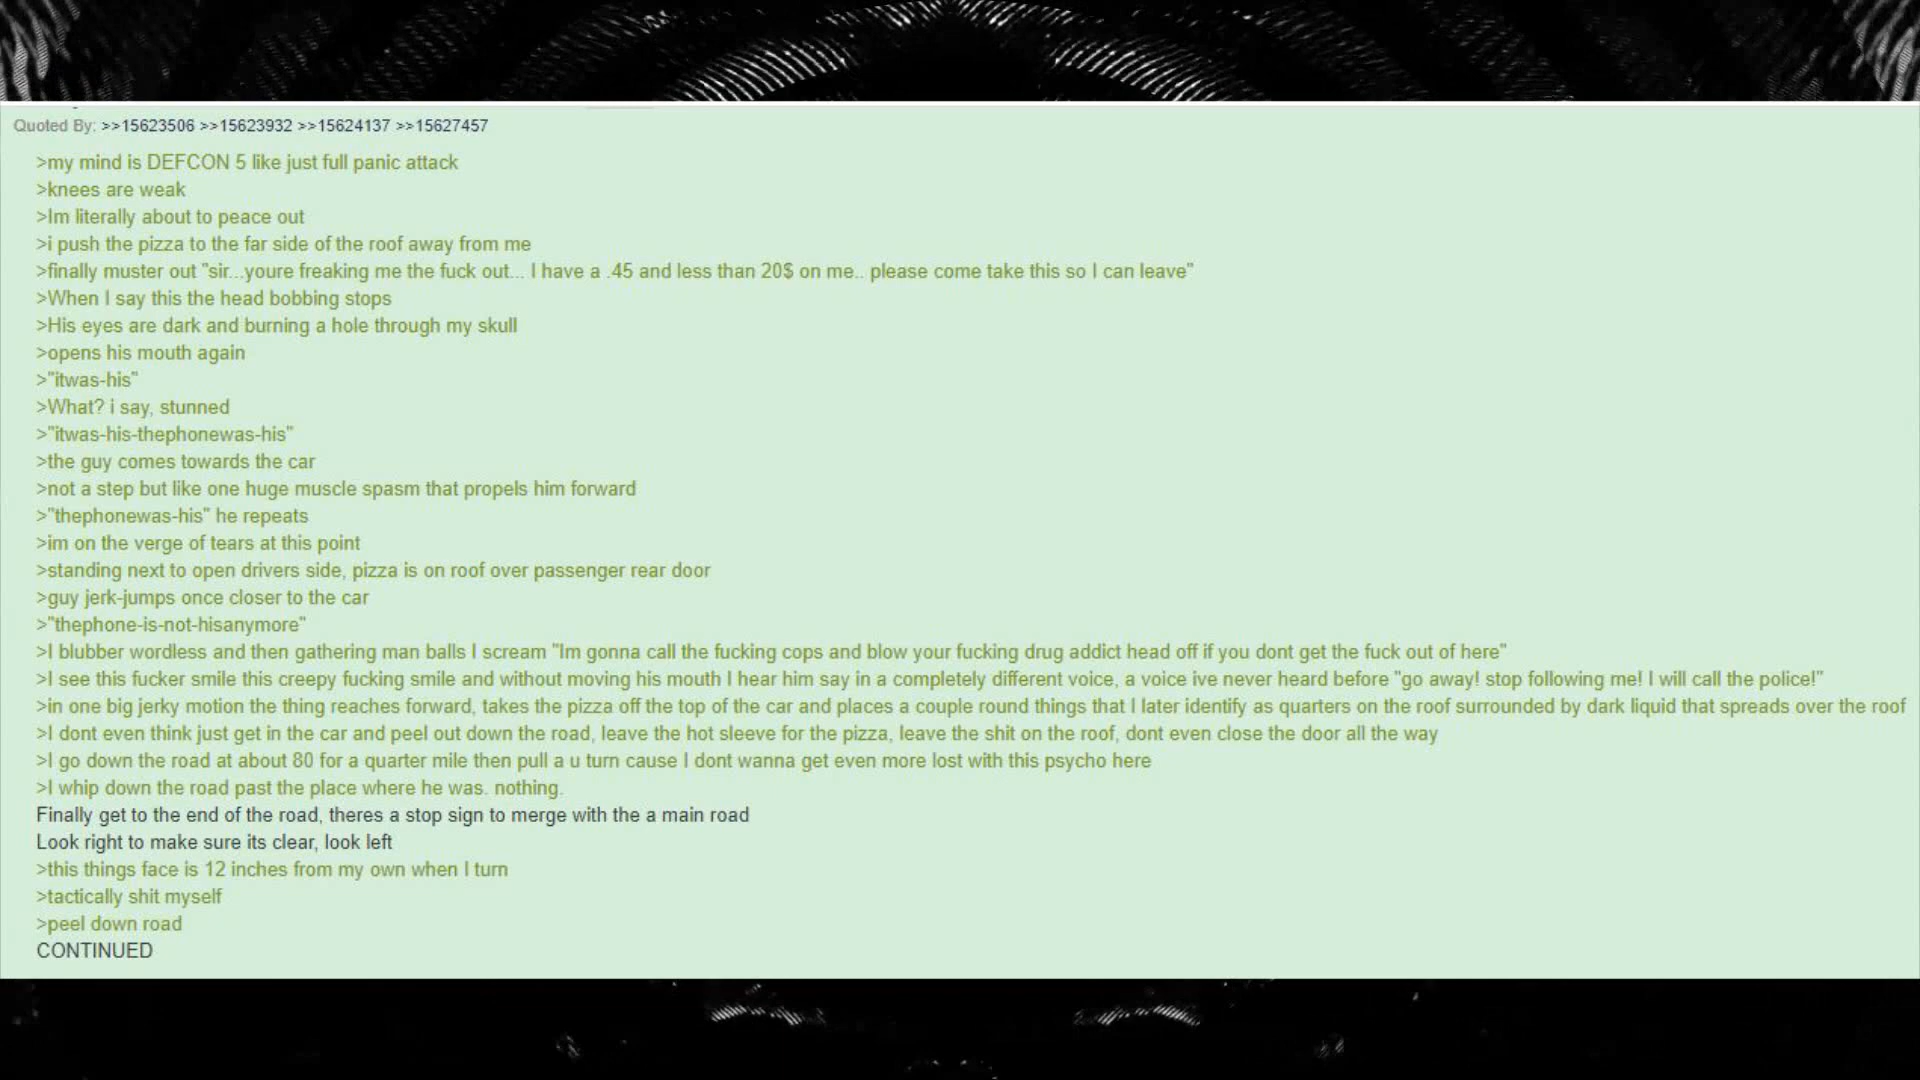 Quoted By: >>15623506 >>15623932 >>15624137 >>15627457
>my mind is DEFCON 5 like just full panic attack
>knees are weak
>Im literally about to peace out
>i push the pizza to the far side of the roof away from me
>finally muster out "sir...youre freaking me the fuck out... I have a .45 and less than 20$ on me.. please come take this so I can leave"
>When I say this the head bobbing stops
>His eyes are dark and burning a hole through my skull
>opens his mouth again
>"itwas-his"
>What? i say, stunned
>"itwas-his-thephonewas-his"
>the guy comes towards the car
>not a step but like one huge muscle spasm that propels him forward
>"thephonewas-his" he repeats
>im on the verge of tears at this point
>standing next to open drivers side, pizza is on roof over passenger rear door
>guy jerk-jumps once closer to the car
>"thephone-is-not-hisanymore"
>I blubber wordless and then gathering man balls I scream "Im gonna call the fucking cops and blow your fucking drug addict head off if you dont get the fuck out of here"
>I see this fucker smile this creepy fucking smile and without moving his mouth I hear him say in a completely different voice, a voice ive never heard before "go away! stop following me! I will call the police!"
>in one big jerky motion the thing reaches forward, takes the pizza off the top of the car and places a couple round things that I later identify as quarters on the roof surrounded by dark liquid that spreads over the roof
>I dont even think just get in the car and peel out down the road, leave the hot sleeve for the pizza, leave the shit on the roof, dont even close the door all the way
>I go down the road at about 80 for a quarter mile then pull a u turn cause I dont wanna get even more lost with this psycho here
>I whip down the road past the place where he was. nothing.
Finally get to the end of the road, theres a stop sign to merge with the a main road
Look right to make sure its clear, look left
>this things face is 12 inches from my own when I turn
>tactically shit myself
>peel down road
CONTINUED